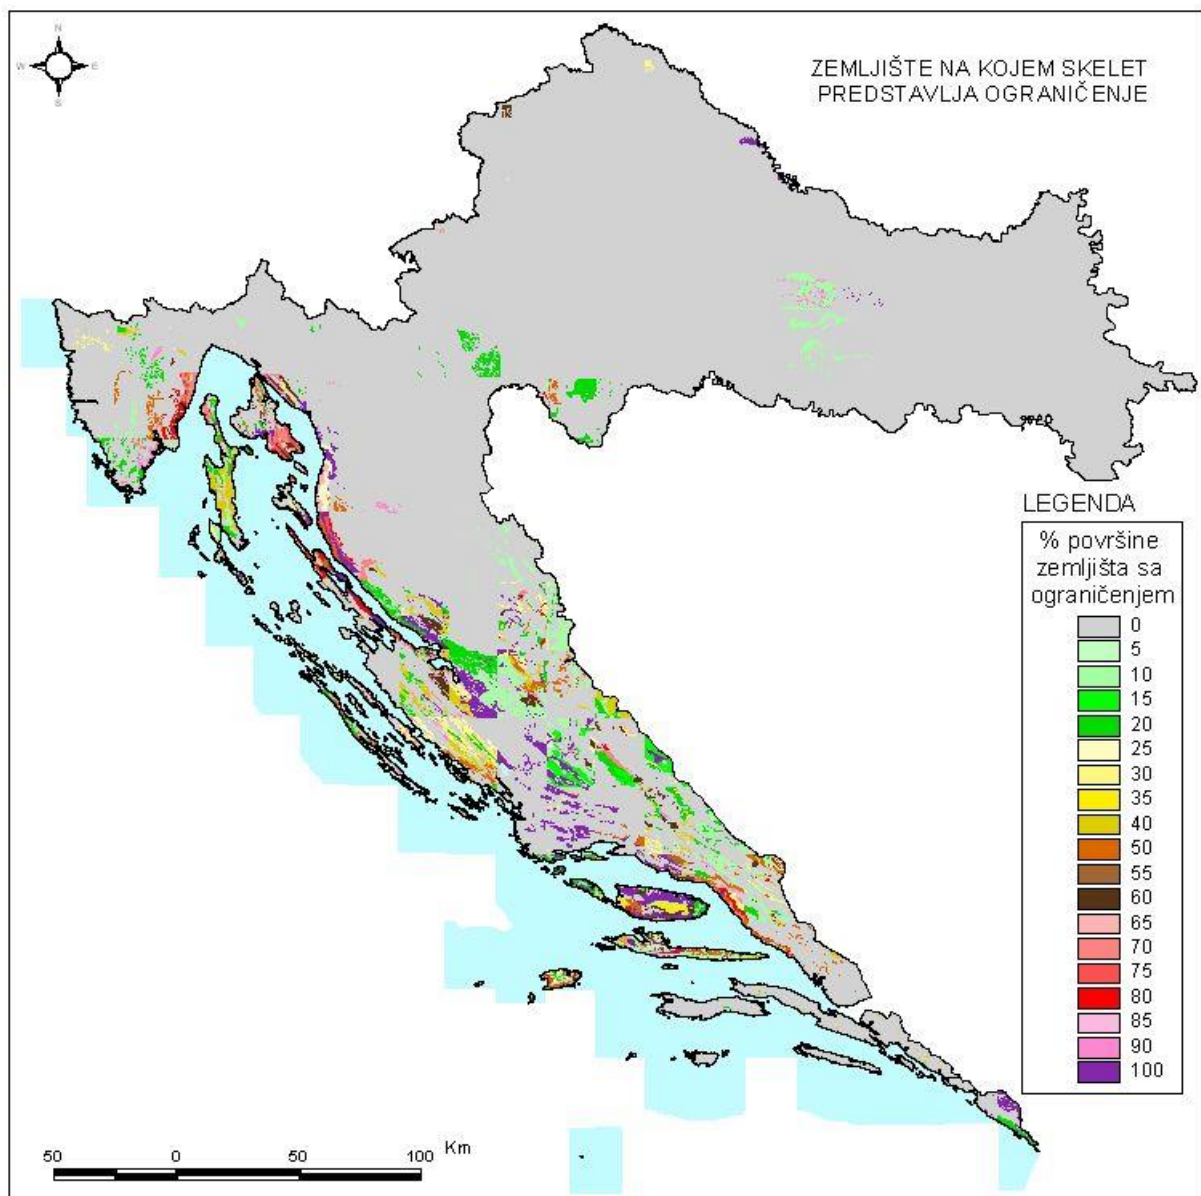 N
W E
S
ZEMLJIŠTE NA KOJEM SKELET
PREDSTAVLJA OGRANIČENJE
LEGENDA
% površine
zemljišta sa
ograničenjem
0
5
10
15
20
25
30
35
40
50
55
60
65
70
75
80
85
90
100
50 0 50 100 Km